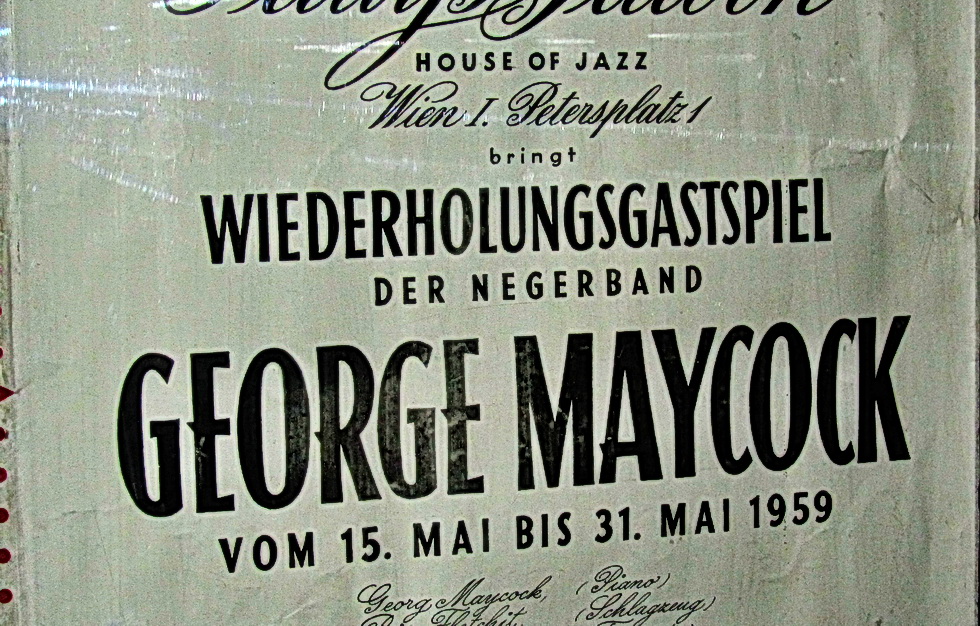 HOUSE OF JAZZ
Wien I. Petersplatz 1
bringt
WIEDERHOLUNGSGASTSPIEL
DER NEGERBAND
GEORGE MAYCOCK
VOM 15. MAI BIS 31. MAI 1959
Georg Maycock, (Piano)
(Schlagzeug)